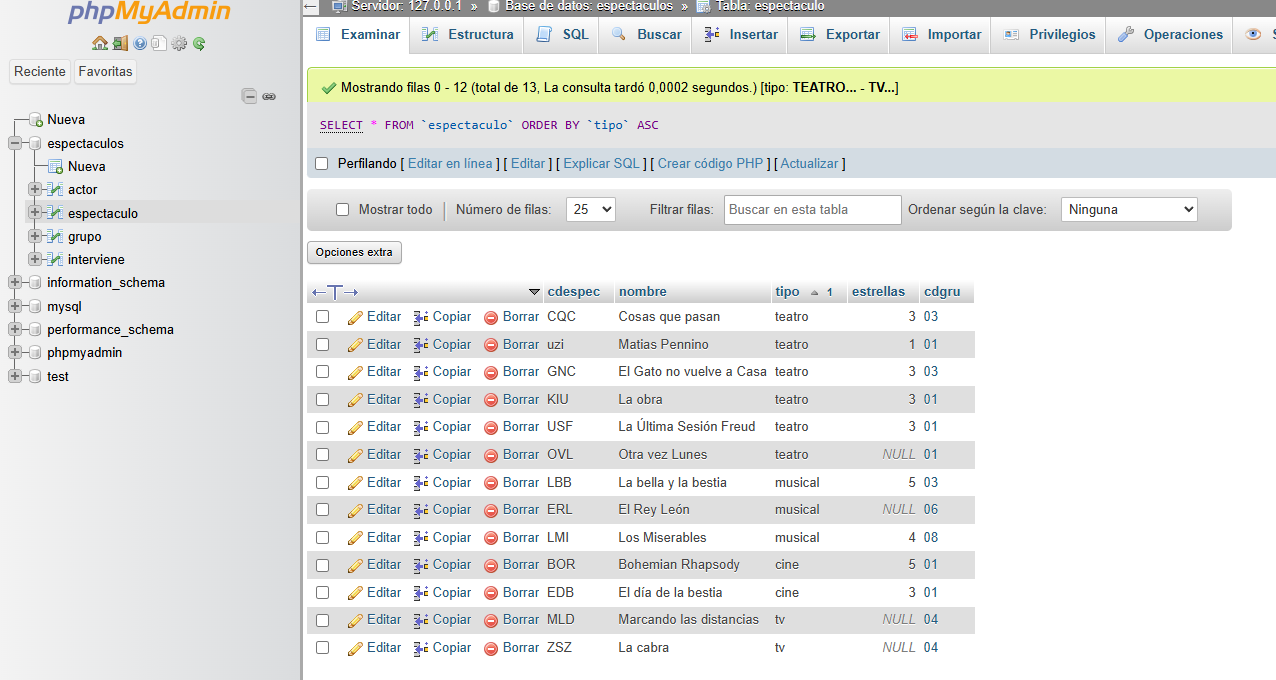 phpMyAdmin
Reciente Favoritas
Nueva
espectaculos
Nueva
actor
espectaculo
grupo
interviene
information_schema
mysql
performance_schema
phpmyadmin
test
Servidor: 127.0.0.1 » Base de datos: espectaculos » Tabla: espectaculo
Examinar Estructura SQL Buscar Insertar Exportar Importar Privilegios Operaciones
Mostrando filas 0 - 12 (total de 13, La consulta tardó 0,0002 segundos.) [tipo: TEATRO... - TV...]
SELECT * FROM `espectaculo` ORDER BY `tipo` ASC
Perfilando [ Editar en línea ] [ Editar ] [ Explicar SQL ] [ Crear código PHP ] [ Actualizar ]
Mostrar todo Número de filas: 25 Filtrar filas: Buscar en esta tabla Ordenar según la clave: Ninguna
Opciones extra
←T→ cdespec nombre tipo 1 estrellas cdgru
Editar Copiar Borrar CQC Cosas que pasan teatro 3 03
Editar Copiar Borrar uzi Matias Pennino teatro 1 01
Editar Copiar Borrar GNC El Gato no vuelve a Casa teatro 3 03
Editar Copiar Borrar KIU La obra teatro 3 01
Editar Copiar Borrar USF La Última Sesión Freud teatro 3 01
Editar Copiar Borrar OVL Otra vez Lunes teatro NULL 01
Editar Copiar Borrar LBB La bella y la bestia musical 5 03
Editar Copiar Borrar ERL El Rey León musical NULL 06
Editar Copiar Borrar LMI Los Miserables musical 4 08
Editar Copiar Borrar BOR Bohemian Rhapsody cine 5 01
Editar Copiar Borrar EDB El día de la bestia cine 3 01
Editar Copiar Borrar MLD Marcando las distancias tv NULL 04
Editar Copiar Borrar ZSZ La cabra tv NULL 04